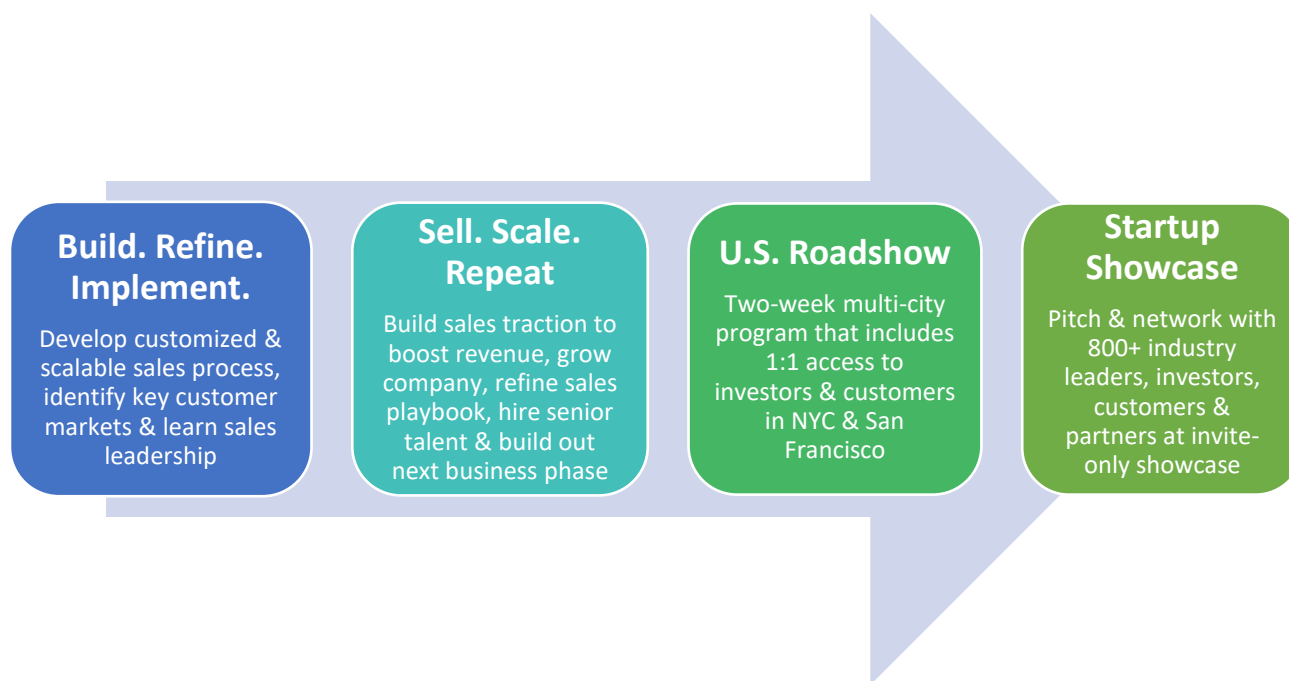 Build. Refine.
Implement.
Develop customized &
scalable sales process,
identify key customer
markets & learn sales
leadership
Sell. Scale.
Repeat
Build sales traction to
boost revenue, grow
company, refine sales
playbook, hire senior
talent & build out
next business phase
U.S. Roadshow
Two-week multi-city
program that includes
1:1 access to
investors & customers
in NYC & San
Francisco
Startup
Showcase
Pitch & network with
800+ industry
leaders, investors,
customers &
partners at invite-
only showcase